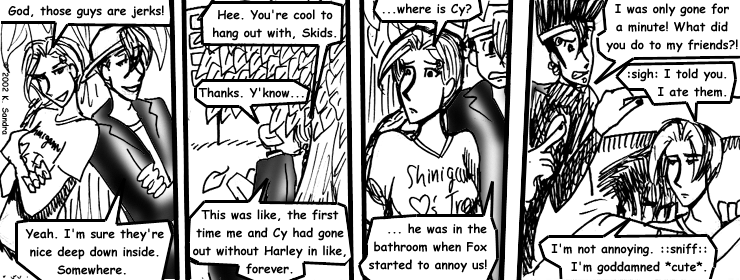 God, those guys are jerks!
©2002 K. Sandra
Yeah. I'm sure they're
nice deep down inside.
Somewhere.
Hee. You're cool to
hang out with, Skids.
Thanks. Y'know...
This was like, the first
time me and Cy had gone
out without Harley in like,
forever.
...where is Cy?
Shinigami
... he was in the
bathroom when Fox
started to annoy us!
I was only gone for
a minute! What did
you do to my friends?!
:sigh: I told you.
I ate them.
I'm not annoying. ::sniff::
I'm goddamned *cute*.